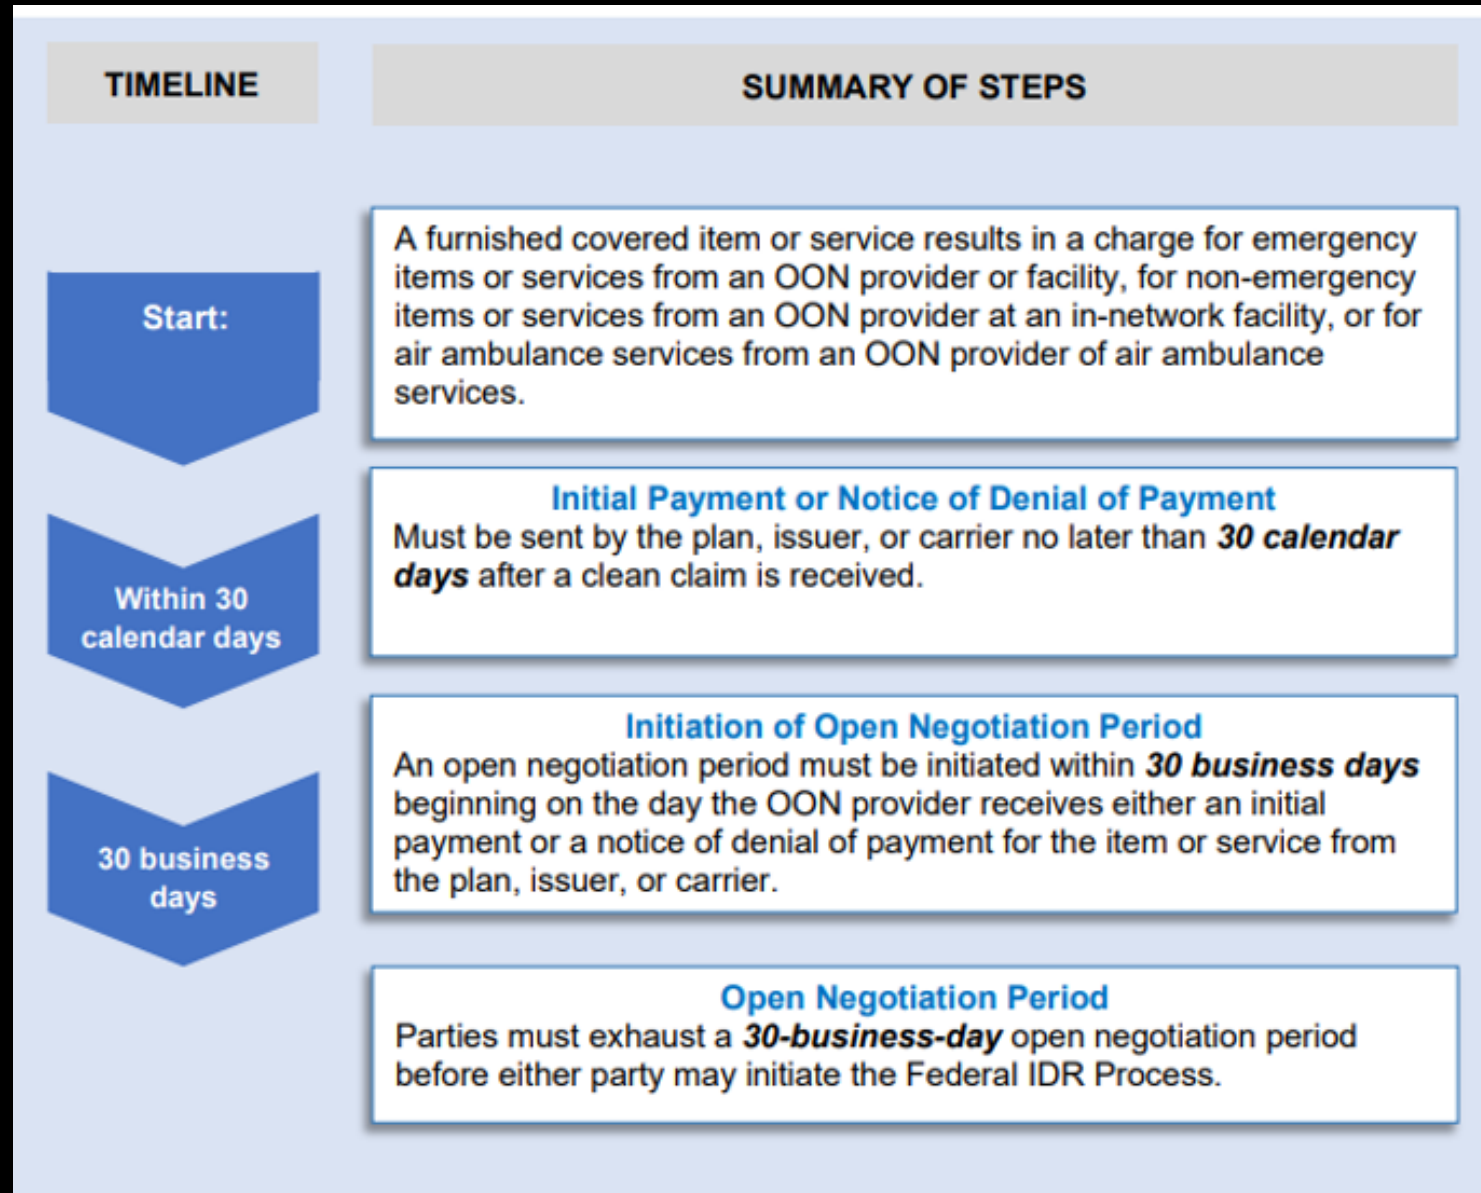 TIMELINE
SUMMARY OF STEPS
Start:
A furnished covered item or service results in a charge for emergency
items or services from an OON provider or facility, for non-emergency
items or services from an OON provider at an in-network facility, or for
air ambulance services from an OON provider of air ambulance
services.
Within 30
calendar days
Initial Payment or Notice of Denial of Payment
Must be sent by the plan, issuer, or carrier no later than 30 calendar
days after a clean claim is received.
30 business
days
Initiation of Open Negotiation Period
An open negotiation period must be initiated within 30 business days
beginning on the day the OON provider receives either an initial
payment or a notice of denial of payment for the item or service from
the plan, issuer, or carrier.
Open Negotiation Period
Parties must exhaust a 30-business-day open negotiation period
before either party may initiate the Federal IDR Process.